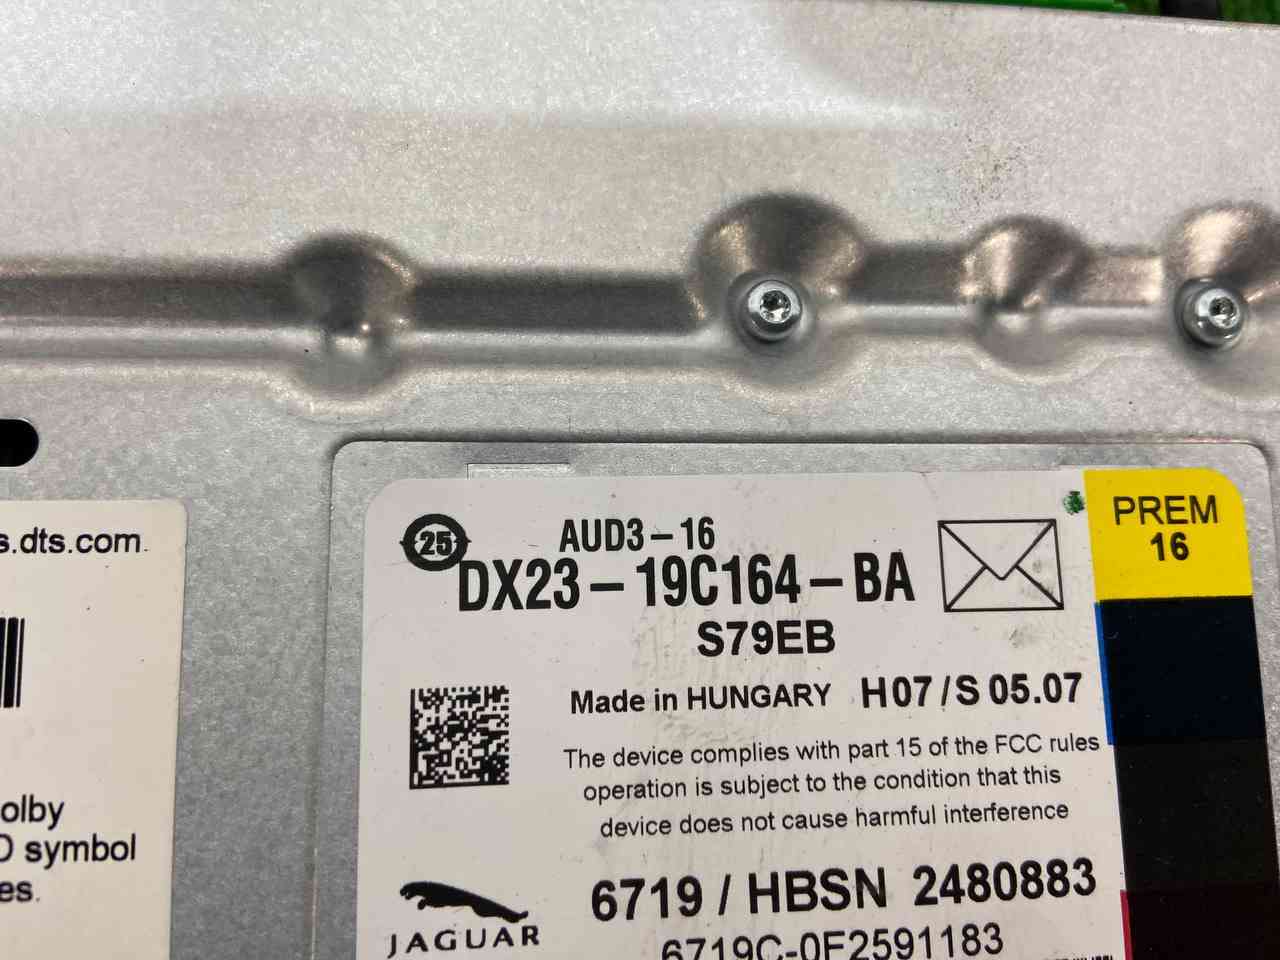 s.dts.com.
olby
D symbol
es.
25
AUD3-16
DX23-19C164-BA
S79EB
PREM
16
Made in HUNGARY H07/S 05.07
The device complies with part 15 of the FCC rules
operation is subject to the condition that this
device does not cause harmful interference
6719 / HBSN 2480883
6719C-0F2591183
JAGUAR